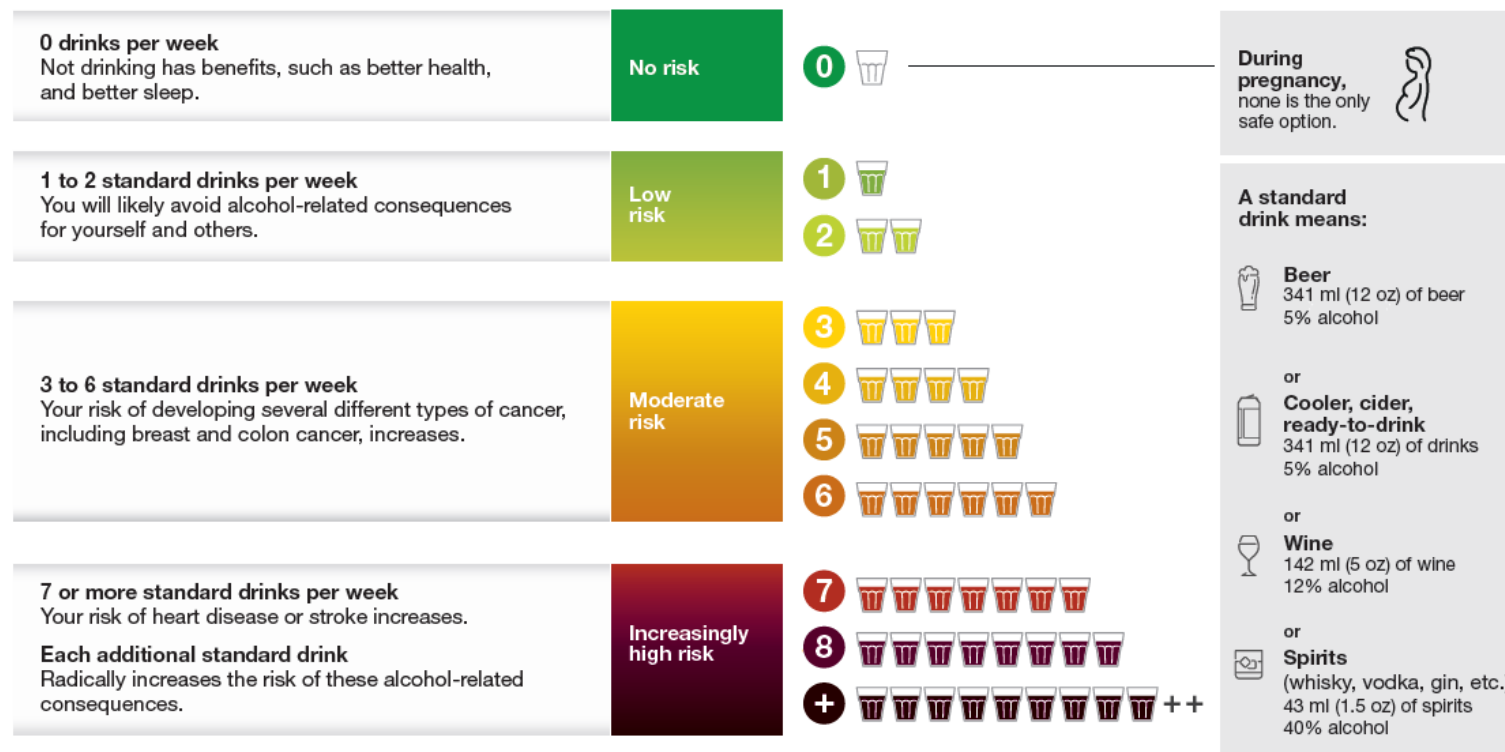 0 drinks per week
Not drinking has benefits, such as better health,
and better sleep.
No risk
0
During
pregnancy,
none is the only
safe option.
1 to 2 standard drinks per week
You will likely avoid alcohol-related consequences
for yourself and others.
Low
risk
1
2
3 to 6 standard drinks per week
Your risk of developing several different types of cancer,
including breast and colon cancer, increases.
Moderate
risk
3
4
5
6
7 or more standard drinks per week
Your risk of heart disease or stroke increases.
Each additional standard drink
Radically increases the risk of these alcohol-related
consequences.
Increasingly
high risk
7
8
+
++
A standard
drink means:
Beer
341 ml (12 oz) of beer
5% alcohol
or
Cooler, cider,
ready-to-drink
341 ml (12 oz) of drinks
5% alcohol
or
Wine
142 ml (5 oz) of wine
12% alcohol
or
Spirits
(whisky, vodka, gin, etc.
43 ml (1.5 oz) of spirits
40% alcohol